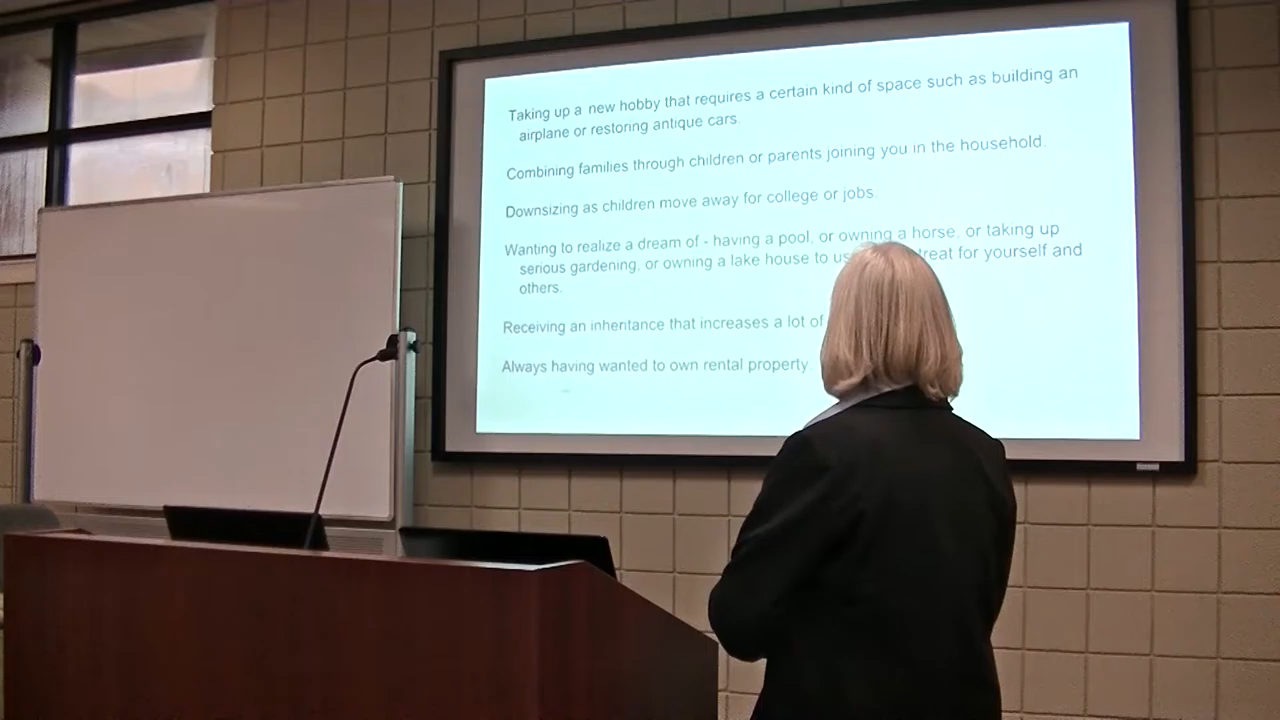 Taking up a new hobby that requires a certain kind of space such as building an
airplane or restoring antique cars.
Combining families through children or parents joining you in the household.
Downsizing as children move away for college or jobs.
Wanting to realize a dream of - having a pool, or owning a horse, or taking up
serious gardening, or owning a lake house to for yourself and
others.
Receiving an inheritance that increases a lot of
Always having wanted to own rental property